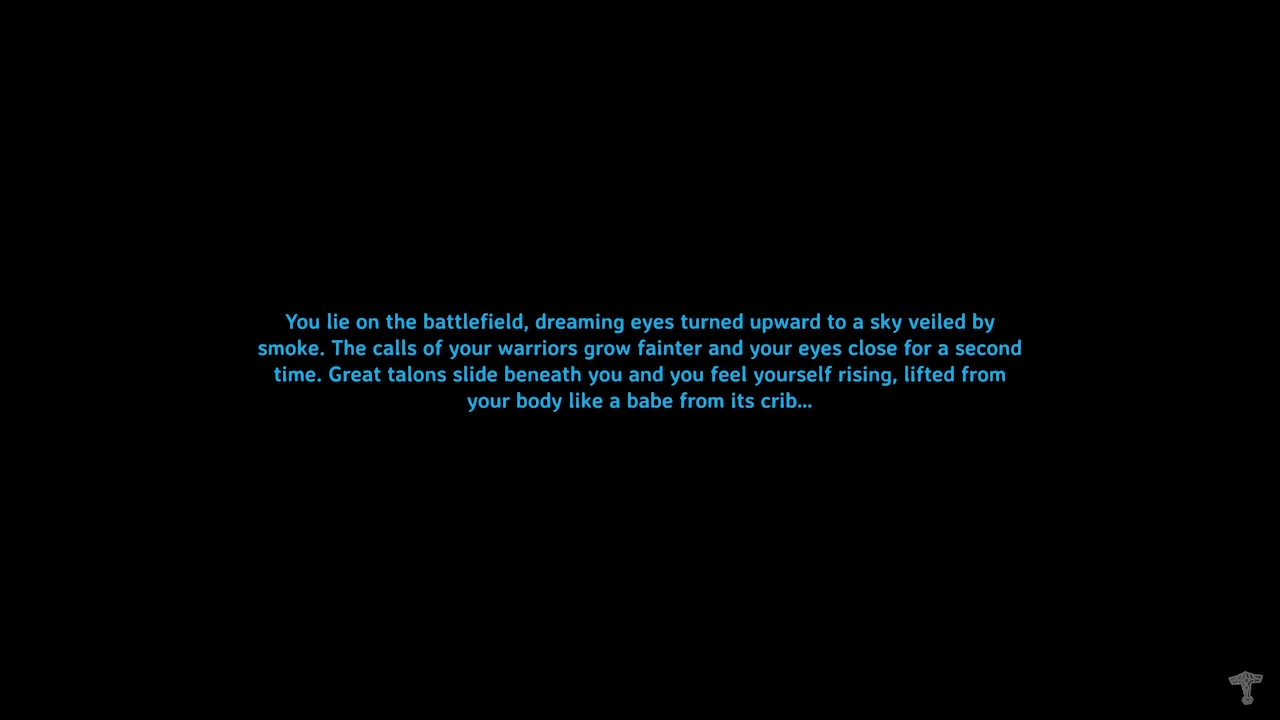 You lie on the battlefield, dreaming eyes turned upward to a sky veiled by
smoke. The calls of your warriors grow fainter and your eyes close for a second
time. Great talons slide beneath you and you feel yourself rising, lifted from
your body like a babe from its crib...